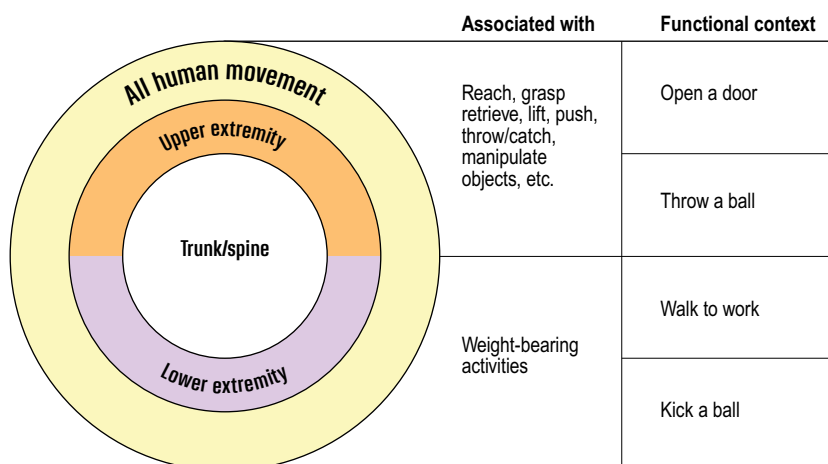 Associated with
Functional context
All human movement
Upper extremity
Trunk/spine
Lower extremity
Reach, grasp
retrieve, lift, push,
throw/catch,
manipulate
objects, etc.
Open a door
Throw a ball
Weight-bearing
activities
Walk to work
Kick a ball